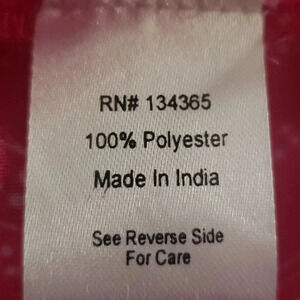 RN# 134365
100% Polyester
Made In India
See Reverse Side
For Care